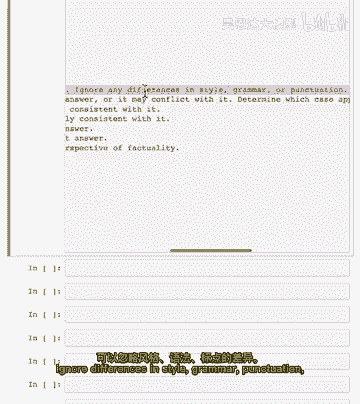 . Ignore any differences in style, grammar, or punctuation.
answer, or it may conflict with it. Determine which case app
consistent with it.
ly consistent with it.
nswer.
t answer.
rspective of factuality.
In [ ]:
In [ ]:
In [ ]:
In [ ]:
In [ ]:
可以忽略风格、语法、标点的差异。
ignore differences in style, grammar, punctuation,
In [ ]: